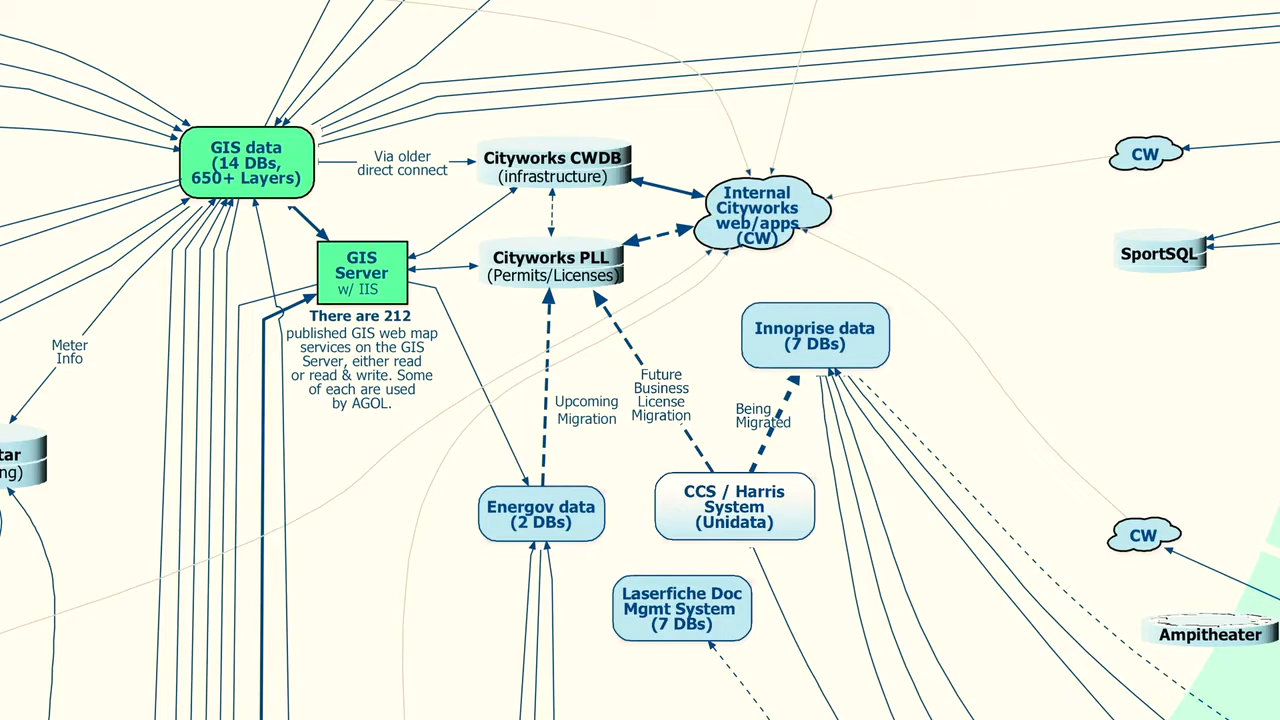 GIS data
(14 DBs,
650+ Layers)
Via older
direct connect
Cityworks CWDB
(infrastructure)
Internal
Cityworks
web/apps
(CW)
CW
Cityworks PLL
(Permits/Licenses)
SportSQL
GIS
Server
w/ IIS
There are 212
published GIS web map
services on the GIS
Server, either read
or read & write. Some
of each are used
by AGOL.
Innoprise data
(7 DBs)
Meter
Info
Future
Business
License
Migration
Upcoming
Migration
Being
Migrated
tar
ng)
Energov data
(2 DBs)
CCS / Harris
System
(Unidata)
CW
Laserfiche Doc
Mgmt System
(7 DBs)
Ampitheater